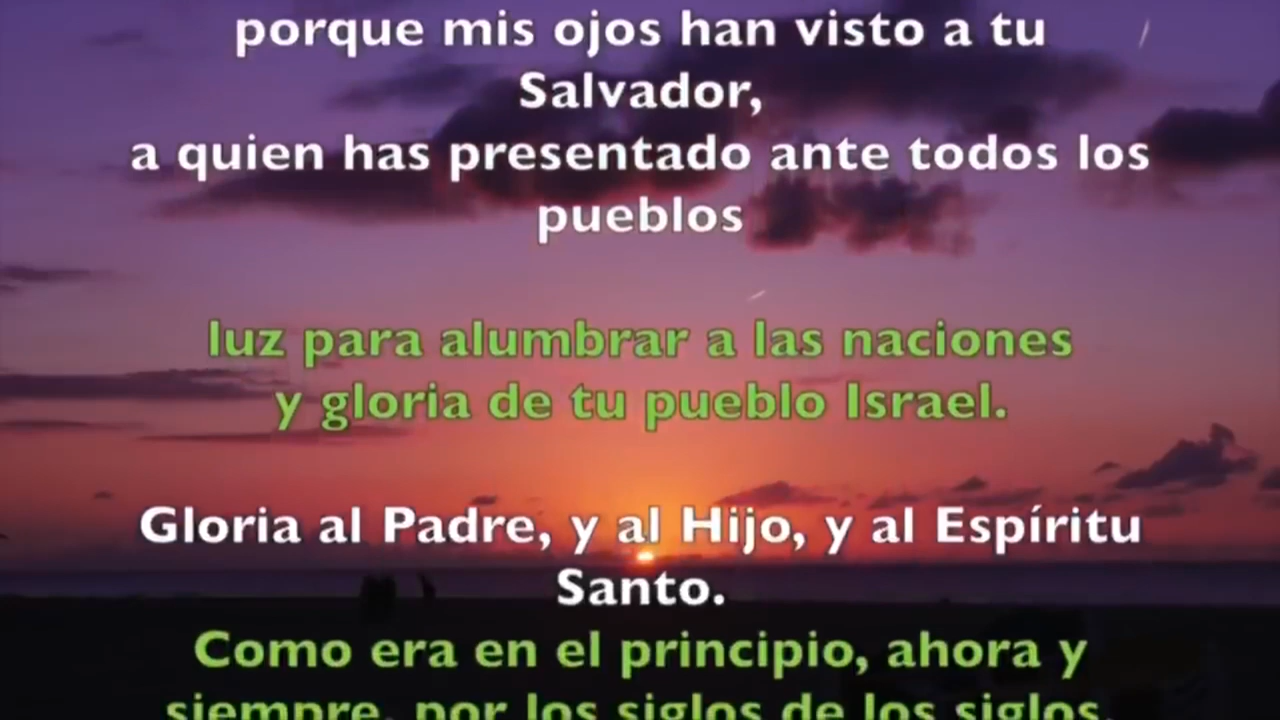 porque mis ojos han visto a tu
Salvador,
a quien has presentado ante todos los
pueblos
luz para alumbrar a las naciones
y gloria de tu pueblo Israel.
Gloria al Padre, y al Hijo, y al Espíritu
Santo.
Como era en el principio, ahora y
siempre, por los siglos de los siglos.